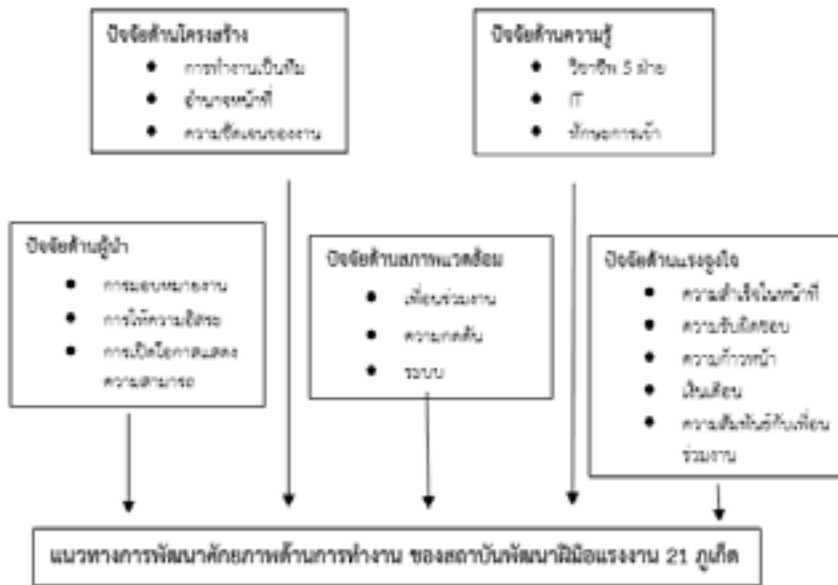 ปัจจัยด้านโครงสร้าง
● การทำงานเป็นทีม
● อำนาจหน้าที่
● ความชัดเจนของงาน
ปัจจัยด้านความรู้
● วิชาชีพ 5 ฝ่าย
● IT
● ทักษะการเข้า
ปัจจัยด้านผู้นำ
● การมอบหมายงาน
● การให้ความอิสระ
● การเปิดโอกาสแสดง
ความสามารถ
ปัจจัยด้านสภาพแวดล้อม
● เพื่อนร่วมงาน
● ความกดดัน
● ระบบ
ปัจจัยด้านแรงจูงใจ
● ความสำเร็จในหน้าที่
● ความรับผิดชอบ
● ความก้าวหน้า
● เงินเดือน
● ความสัมพันธ์กับเพื่อน
ร่วมงาน
แนวทางการพัฒนาศักยภาพด้านการทำงาน ของสถาบันพัฒนาฝีมือแรงงาน 21 ภูเก็ต